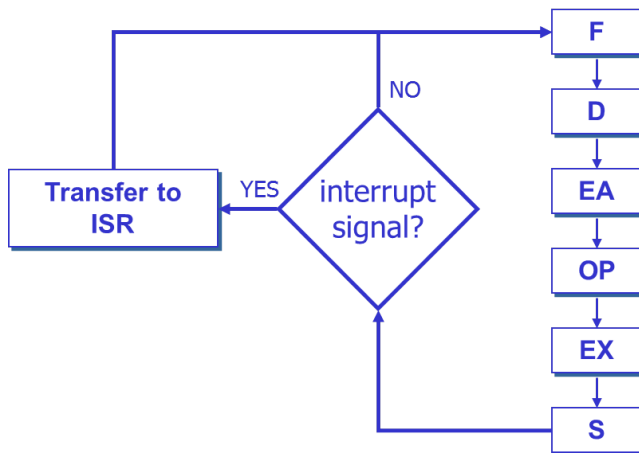 F
NO
D
Transfer to
ISR
YES
interrupt
signal?
EA
OP
EX
S